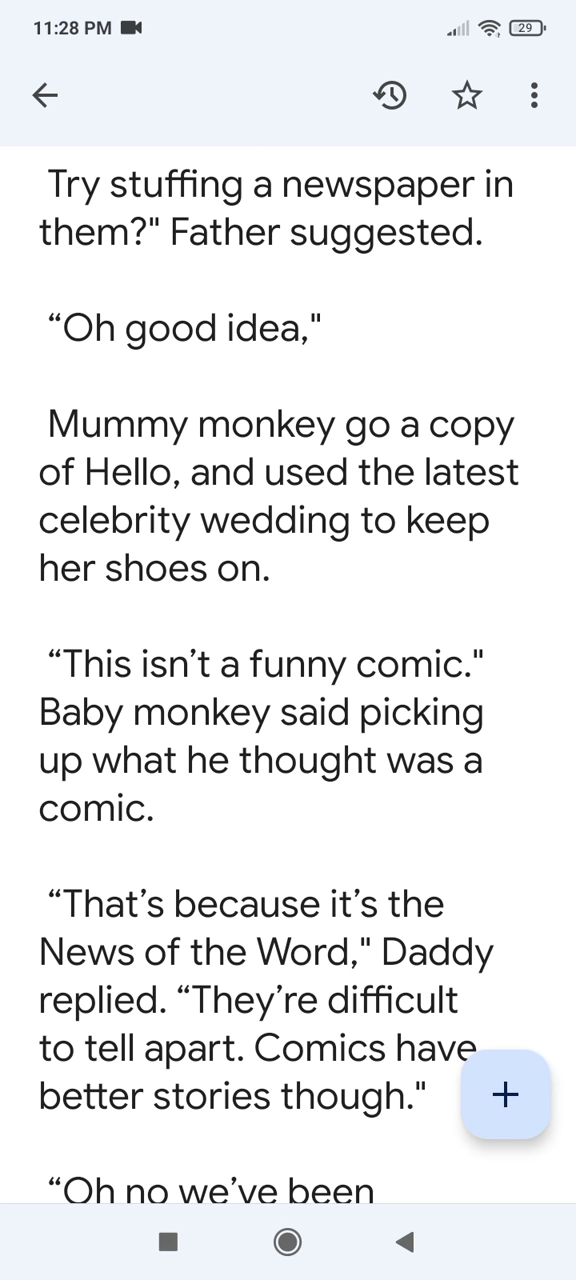 11:28 PM
29
Try stuffing a newspaper in
them?" Father suggested.
“Oh good idea,"
Mummy monkey go a copy
of Hello, and used the latest
celebrity wedding to keep
her shoes on.
“This isn’t a funny comic."
Baby monkey said picking
up what he thought was a
comic.
“That’s because it’s the
News of the Word," Daddy
replied. “They’re difficult
to tell apart. Comics have
better stories though."
“Oh no we’ve been